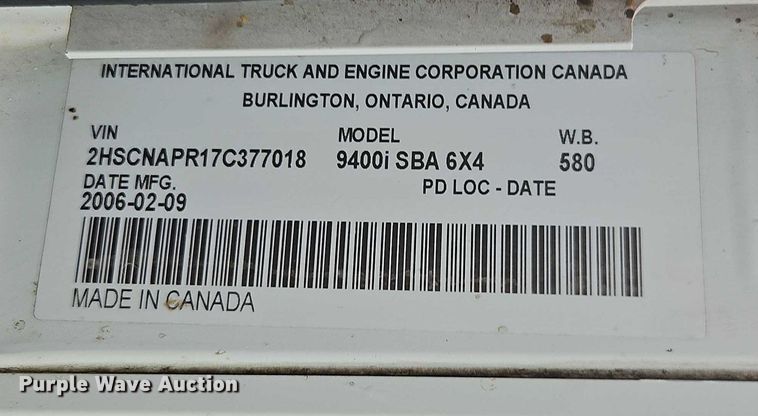 INTERNATIONAL TRUCK AND ENGINE CORPORATION CANADA
BURLINGTON, ONTARIO, CANADA
VIN MODEL W.B.
2HSCNAPR17C377018 9400i SBA 6X4 580
DATE MFG. PD LOC - DATE
2006-02-09
MADE IN CANADA
Purple Wave Auction